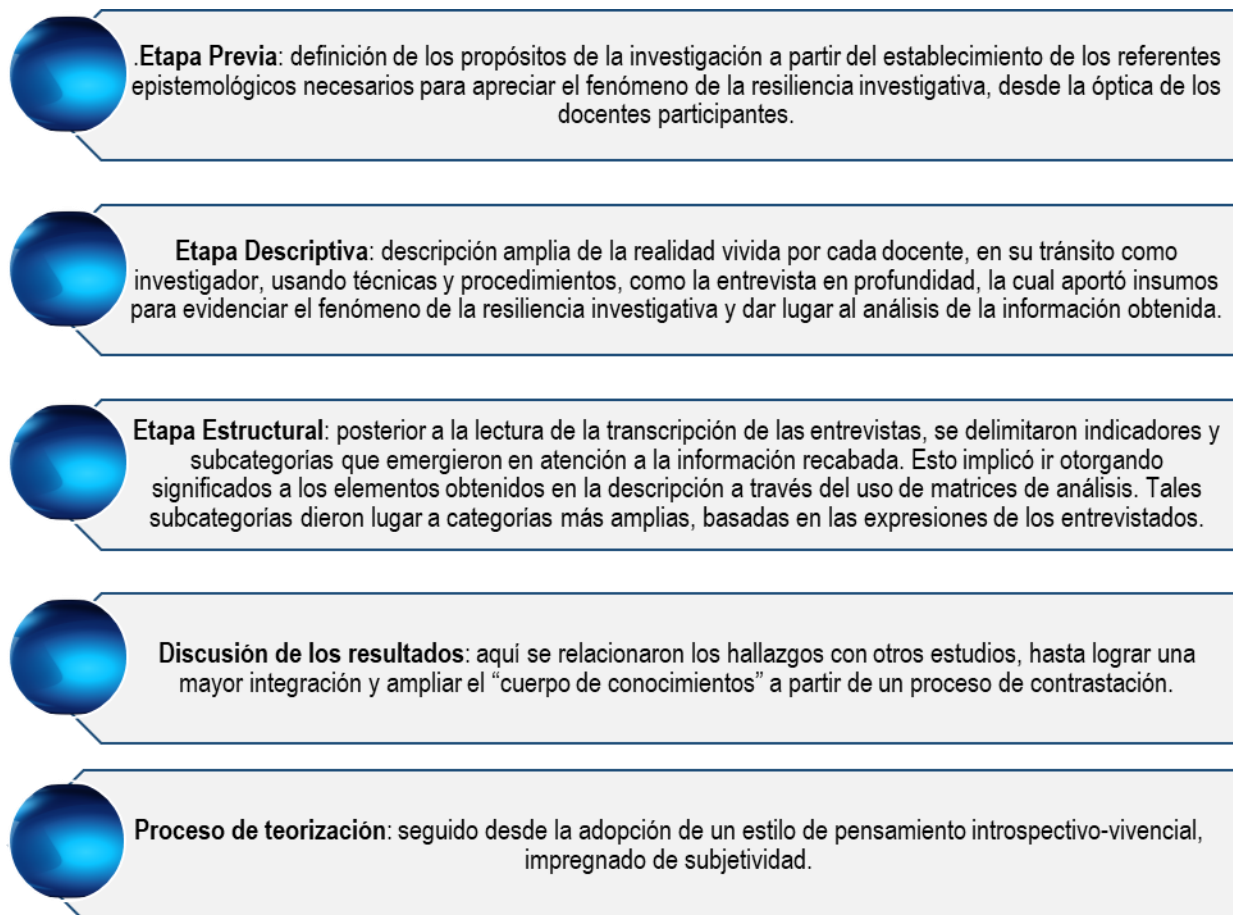 .Etapa Previa: definición de los propósitos de la investigación a partir del establecimiento de los referentes
epistemológicos necesarios para apreciar el fenómeno de la resiliencia investigativa, desde la óptica de los
docentes participantes.
Etapa Descriptiva: descripción amplia de la realidad vivida por cada docente, en su tránsito como
investigador, usando técnicas y procedimientos, como la entrevista en profundidad, la cual aportó insumos
para evidenciar el fenómeno de la resiliencia investigativa y dar lugar al análisis de la información obtenida.
Etapa Estructural: posterior a la lectura de la transcripción de las entrevistas, se delimitaron indicadores y
subcategorías que emergieron en atención a la información recabada. Esto implicó ir otorgando
significados a los elementos obtenidos en la descripción a través del uso de matrices de análisis. Tales
subcategorías dieron lugar a categorías más amplias, basadas en las expresiones de los entrevistados.
Discusión de los resultados: aquí se relacionaron los hallazgos con otros estudios, hasta lograr una
mayor integración y ampliar el “cuerpo de conocimientos” a partir de un proceso de contrastación.
Proceso de teorización: seguido desde la adopción de un estilo de pensamiento introspectivo-vivencial,
impregnado de subjetividad.